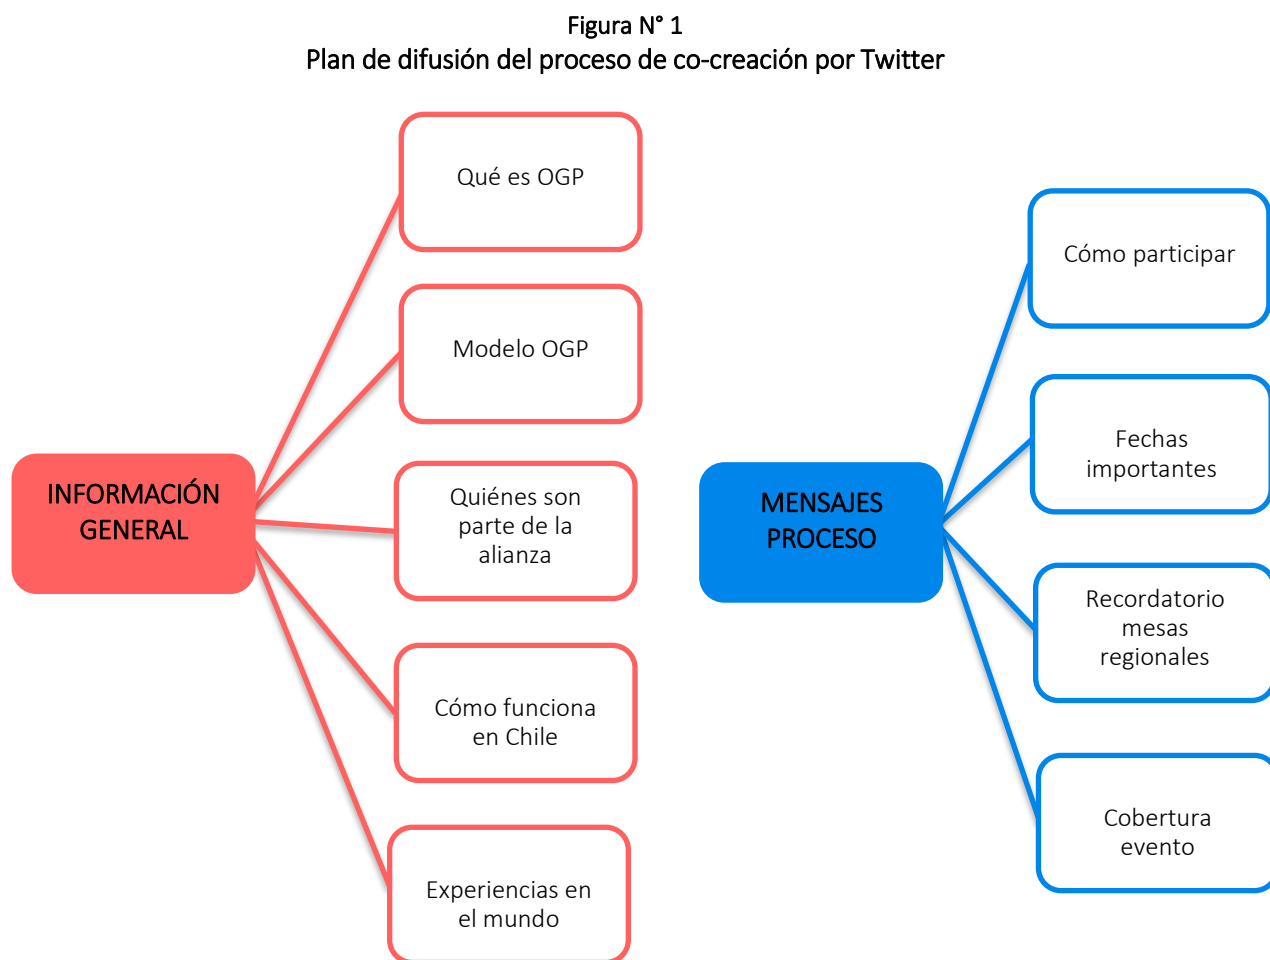 Figura N° 1
Plan de difusión del proceso de co-creación por Twitter
INFORMACIÓN
GENERAL
Qué es OGP
Modelo OGP
Quiénes son
parte de la
alianza
Cómo funciona
en Chile
Experiencias en
el mundo
MENSAJES
PROCESO
Cómo participar
Fechas
importantes
Recordatorio
mesas
regionales
Cobertura
evento